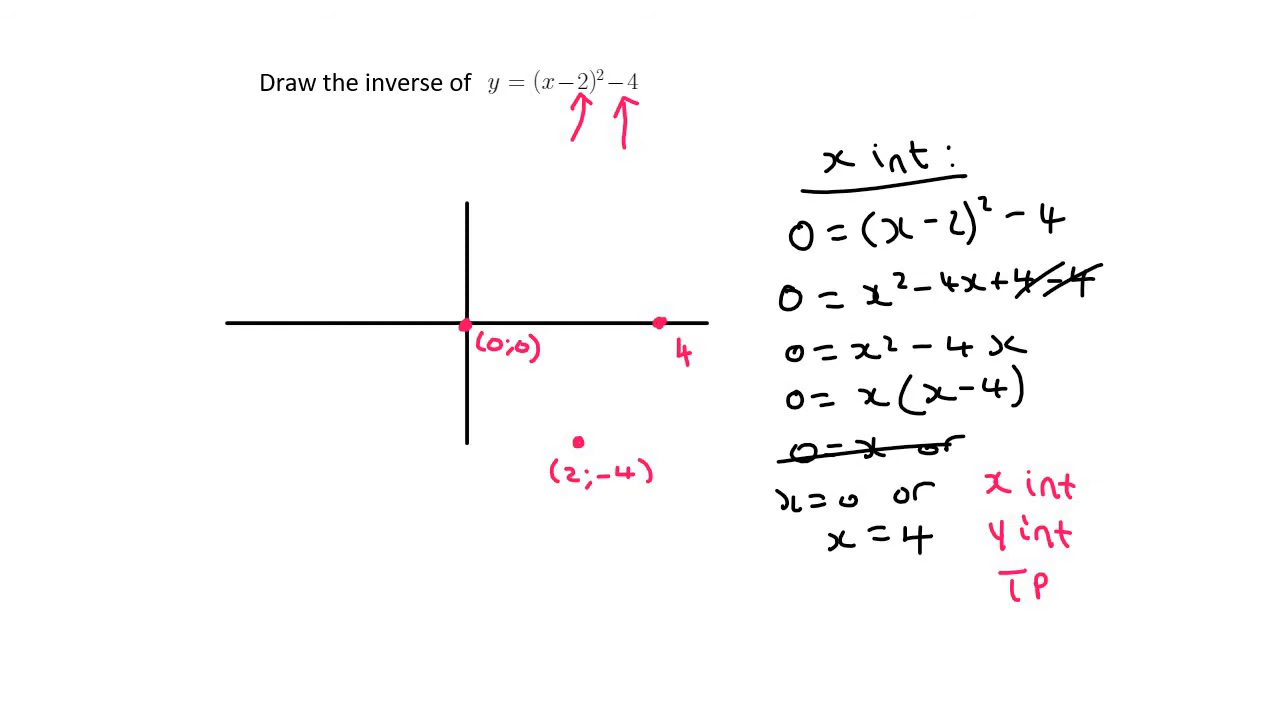 Draw the inverse of y = (x−2)² −4
x int :
0 = (x − 2)² − 4
0 = x² − 4x + 4 − 4
0 = x² − 4x
0 = x(x − 4)
0 = x or
x = 0 or
x = 4
(0;0)
4
(2;−4)
x int
y int
TP